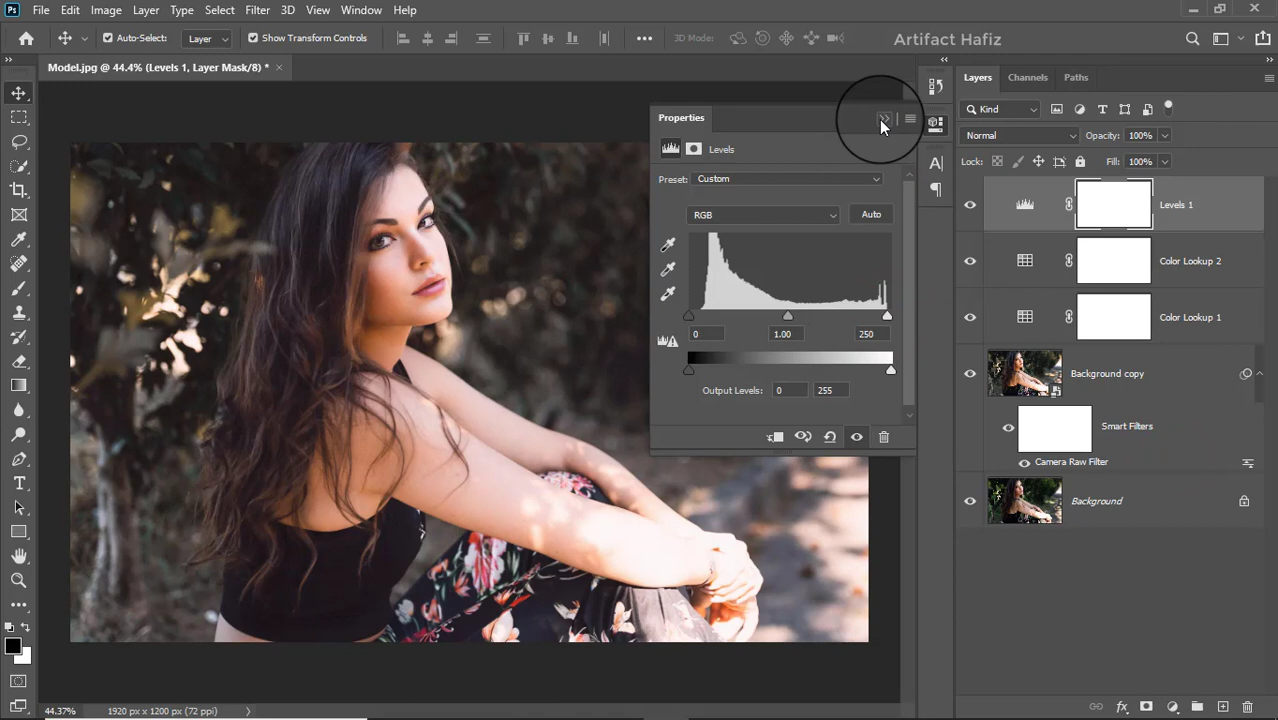 Ps File Edit Image Layer Type Select Filter 3D View Window Help
Auto-Select: Layer Show Transform Controls 3D Mode: Artifact Hafiz
Model.jpg @ 44.4% (Levels 1, Layer Mask/8) *
Properties
Levels
Preset: Custom
RGB Auto
0 1.00 250
Output Levels: 0 255
Layers Channels Paths
Kind
Normal Opacity: 100%
Lock: Fill: 100%
Levels 1
Color Lookup 2
Color Lookup 1
Background copy
Smart Filters
Camera Raw Filter
Background
44.37% 1920 px x 1200 px (72 ppi)